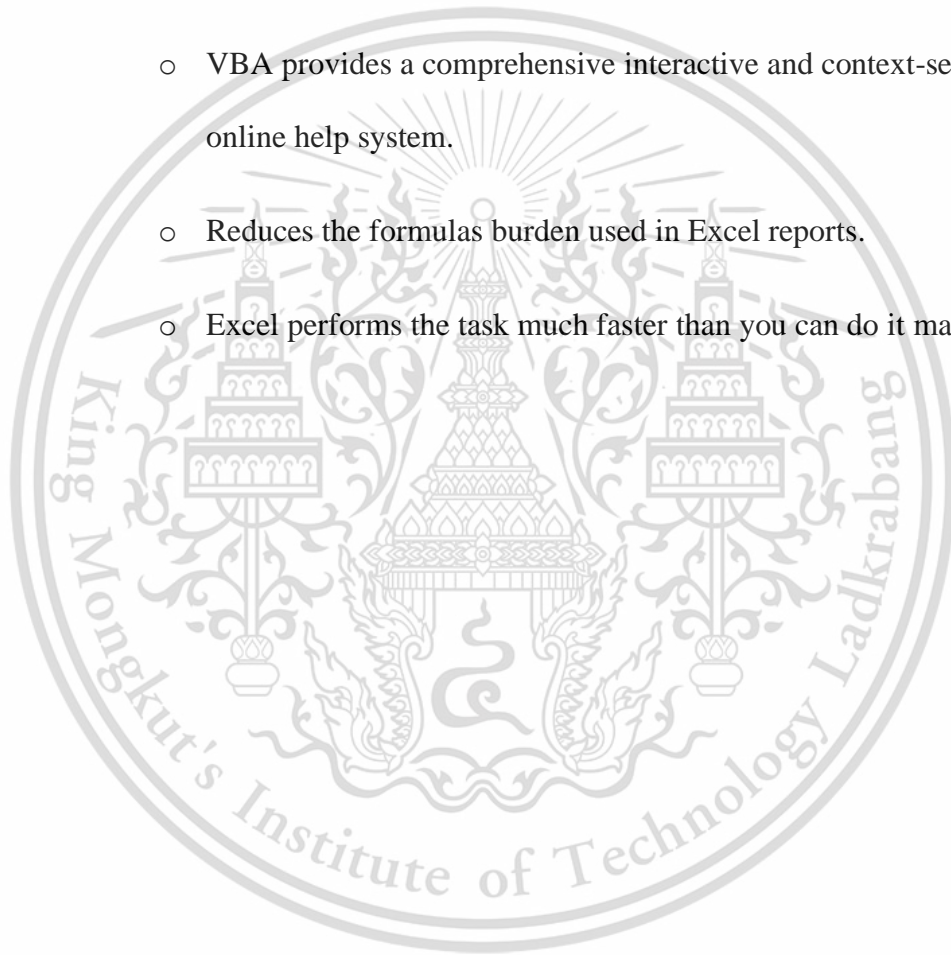 o VBA provides a comprehensive interactive and context-se
online help system.
o Reduces the formulas burden used in Excel reports.
o Excel performs the task much faster than you can do it ma
King Mongkut's Institute of Technology Ladkrabang